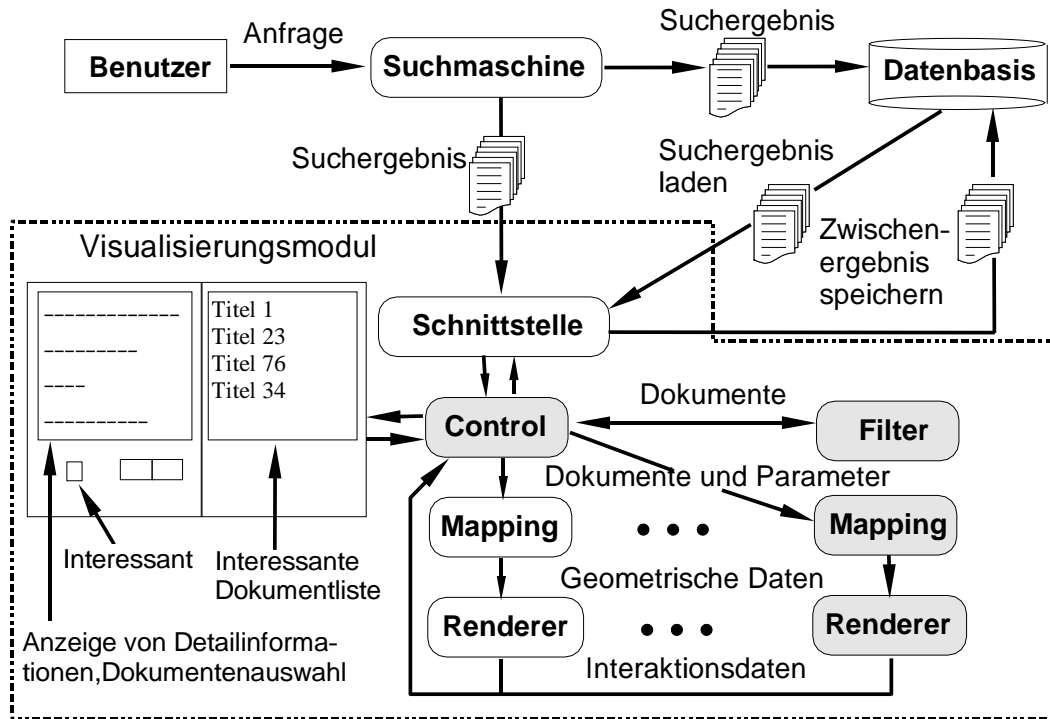 Suchergebnis
Anfrage
Benutzer
Suchmaschine
Datenbasis
Suchergebnis
Suchergebnis
laden
Zwischen-
ergebnis
speichern
Visualisierungsmodul
Titel 1
Titel 23
Titel 76
Titel 34
Schnittstelle
Control
Dokumente
Filter
Dokumente und Parameter
Mapping
Mapping
Interessant
Interessante
Dokumentliste
Geometrische Daten
Renderer
Renderer
Anzeige von Detailinforma-
tionen,Dokumentenauswahl
Interaktionsdaten